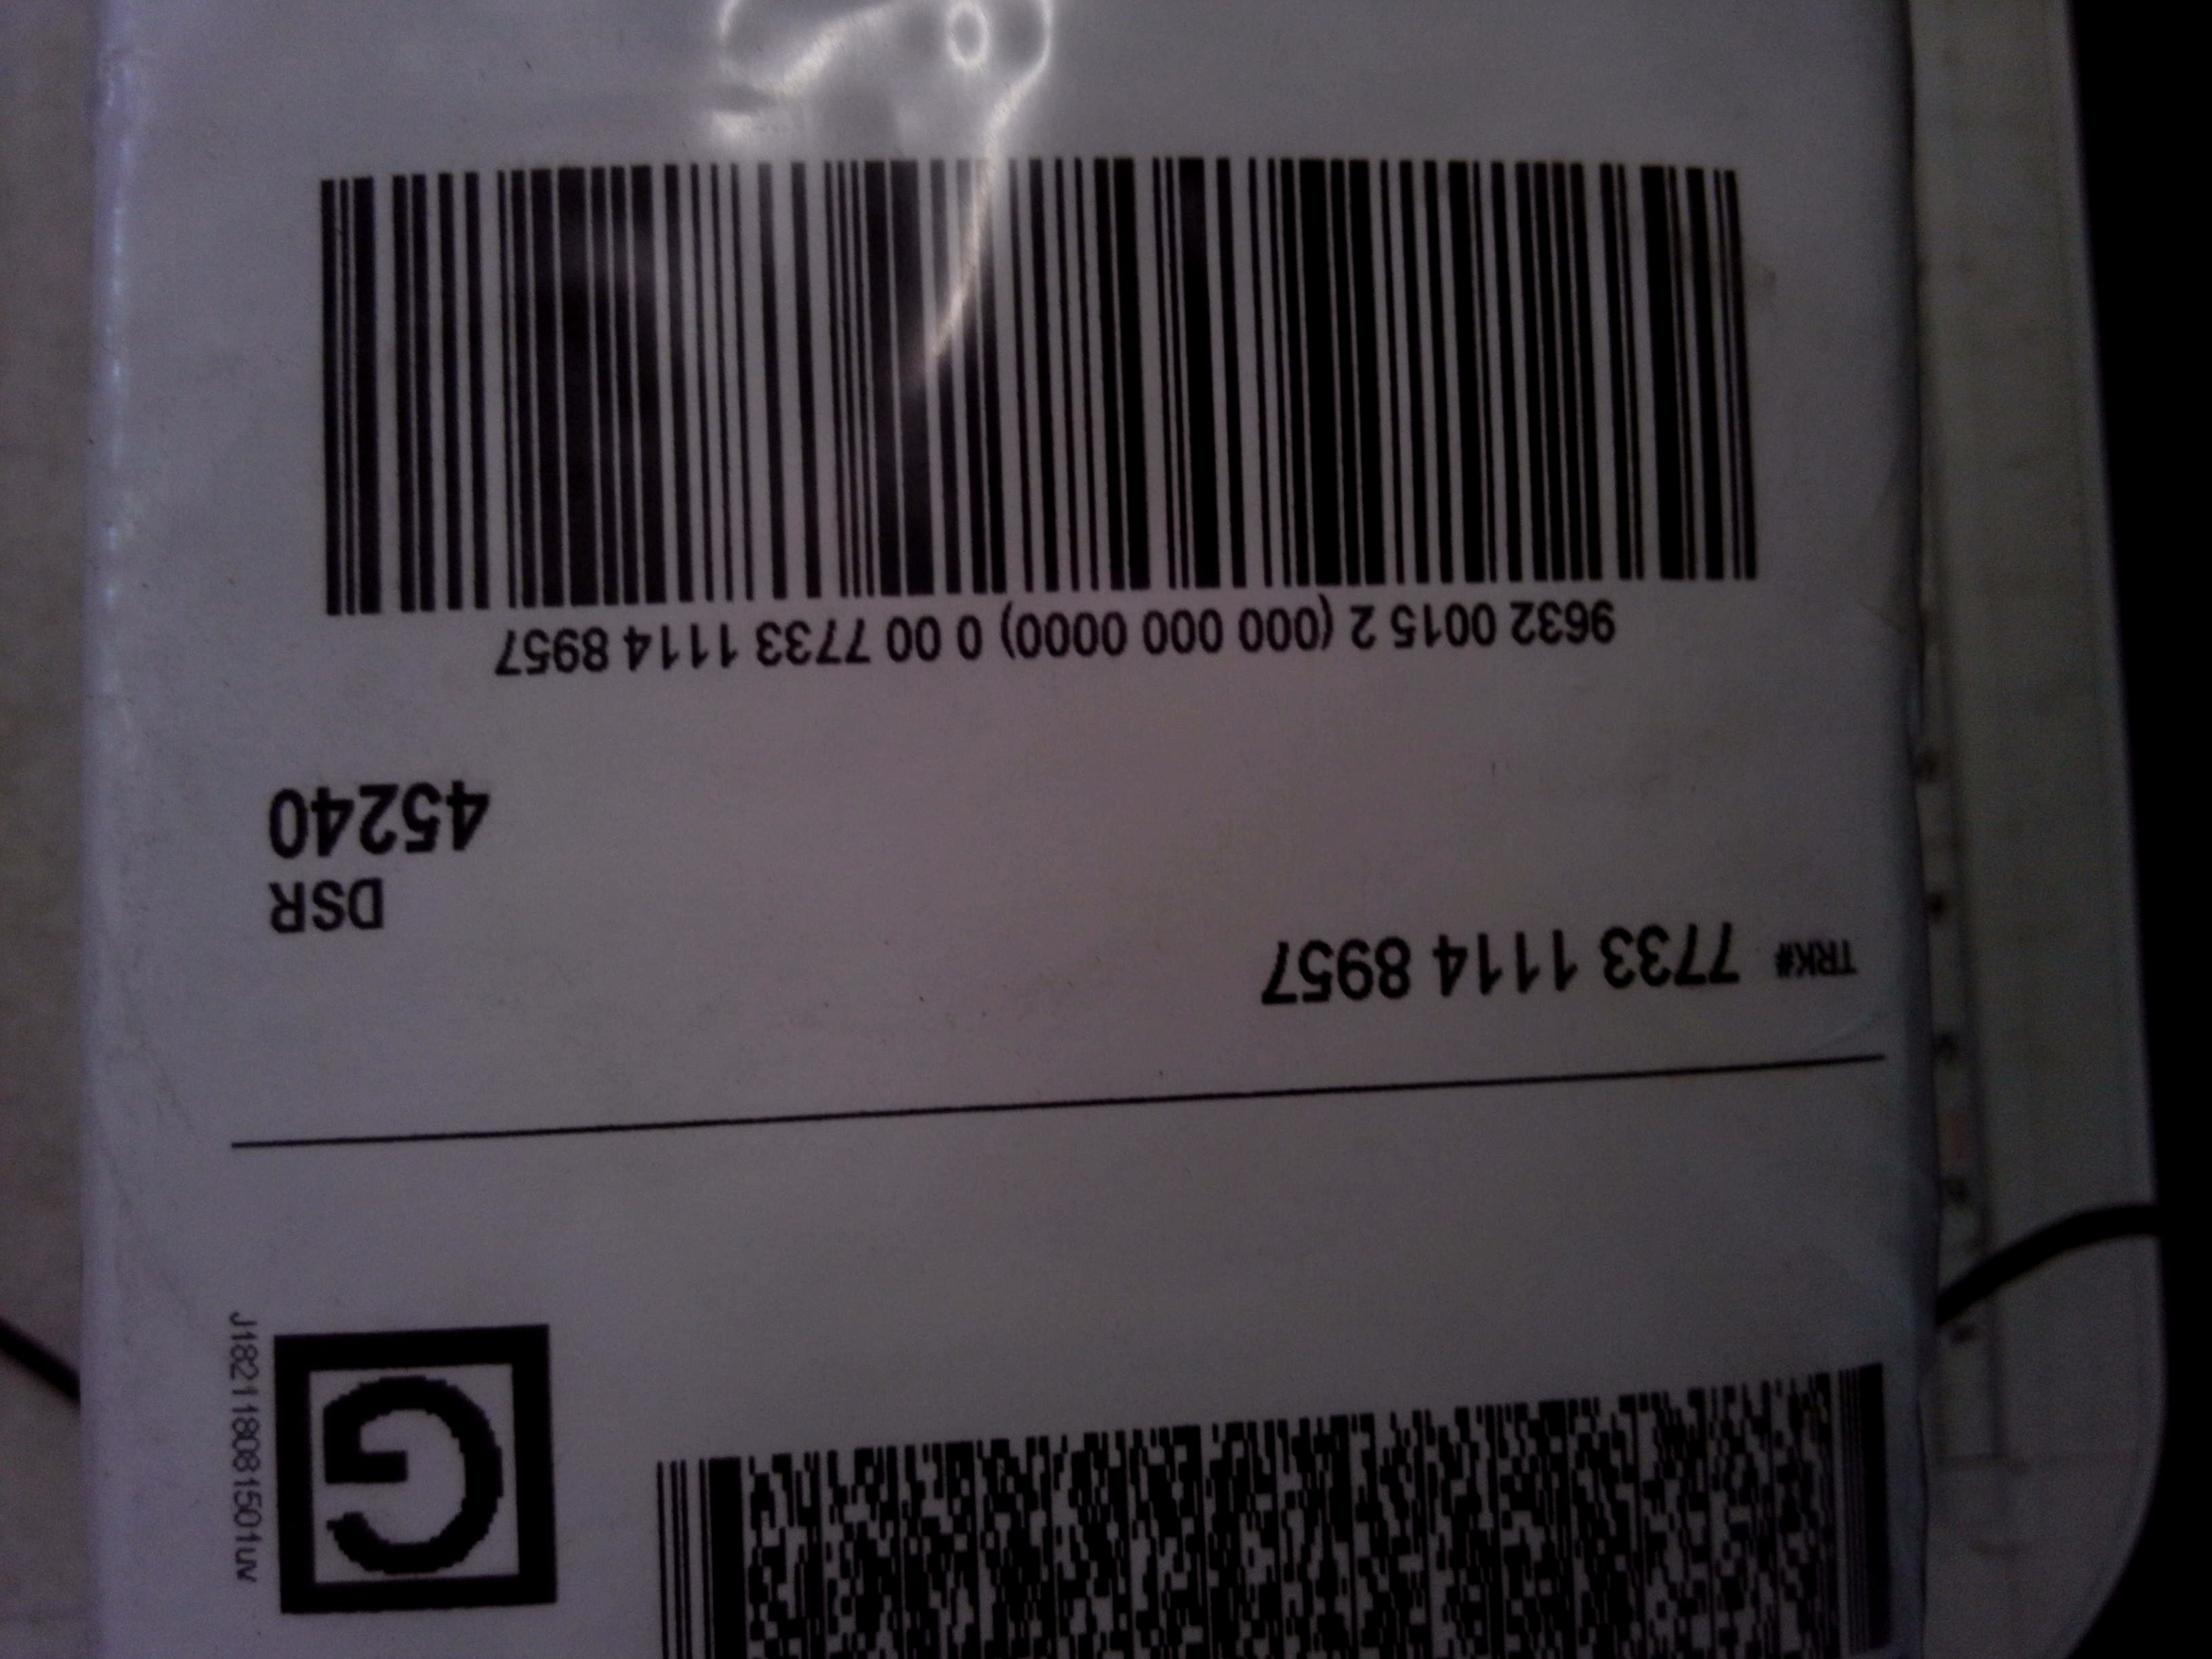 J182118081501uv
G
TRK# 7733 1114 8957
DSR
45240
9632 0015 2 (000 000 0000) 0 00 7733 1114 8957